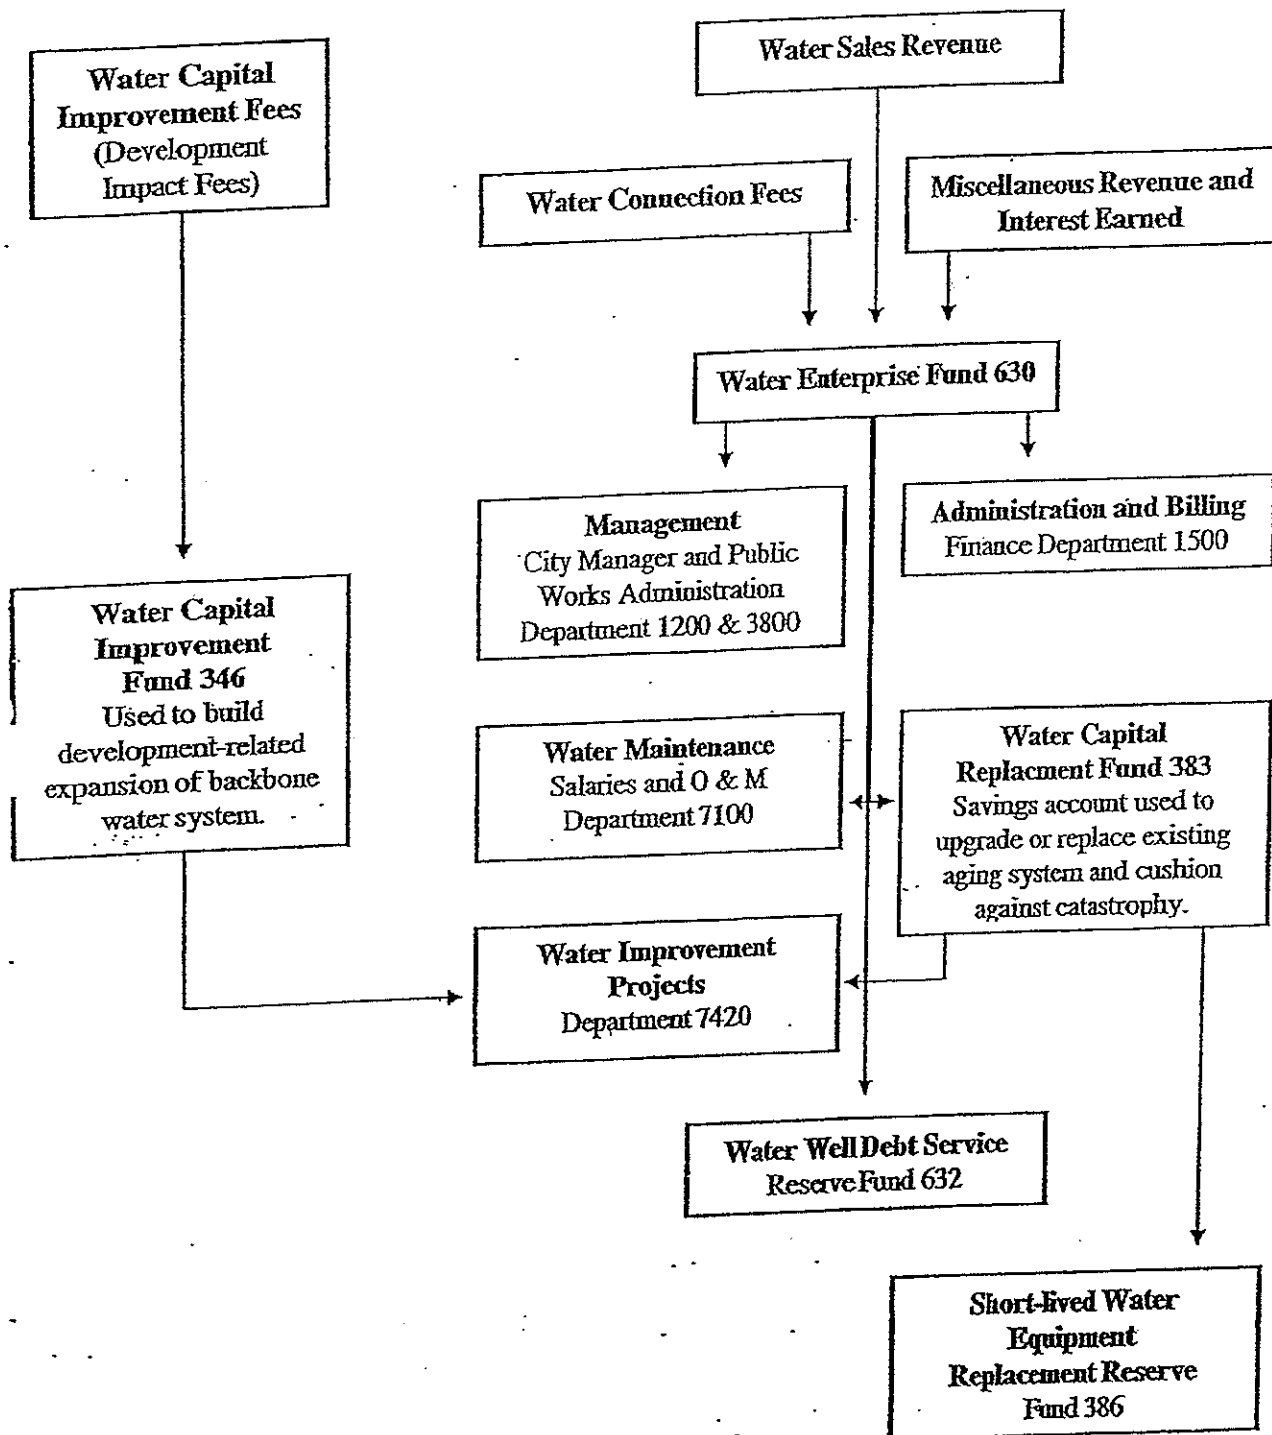 Water Capital
Improvement Fees
(Development
Impact Fees)
Water Sales Revenue
Water Connection Fees
Miscellaneous Revenue and
Interest Earned
Water Enterprise Fund 630
Management
City Manager and Public
Works Administration
Department 1200 & 3800
Administration and Billing
Finance Department 1500
Water Capital
Improvement
Fund 346
Used to build
development-related
expansion of backbone
water system.
Water Maintenance
Salaries and O & M
Department 7100
Water Capital
Replacment Fund 383
Savings account used to
upgrade or replace existing
aging system and cushion
against catastrophy.
Water Improvement
Projects
Department 7420
Water Well Debt Service
Reserve Fund 632
Short-lived Water
Equipment
Replacement Reserve
Fund 386